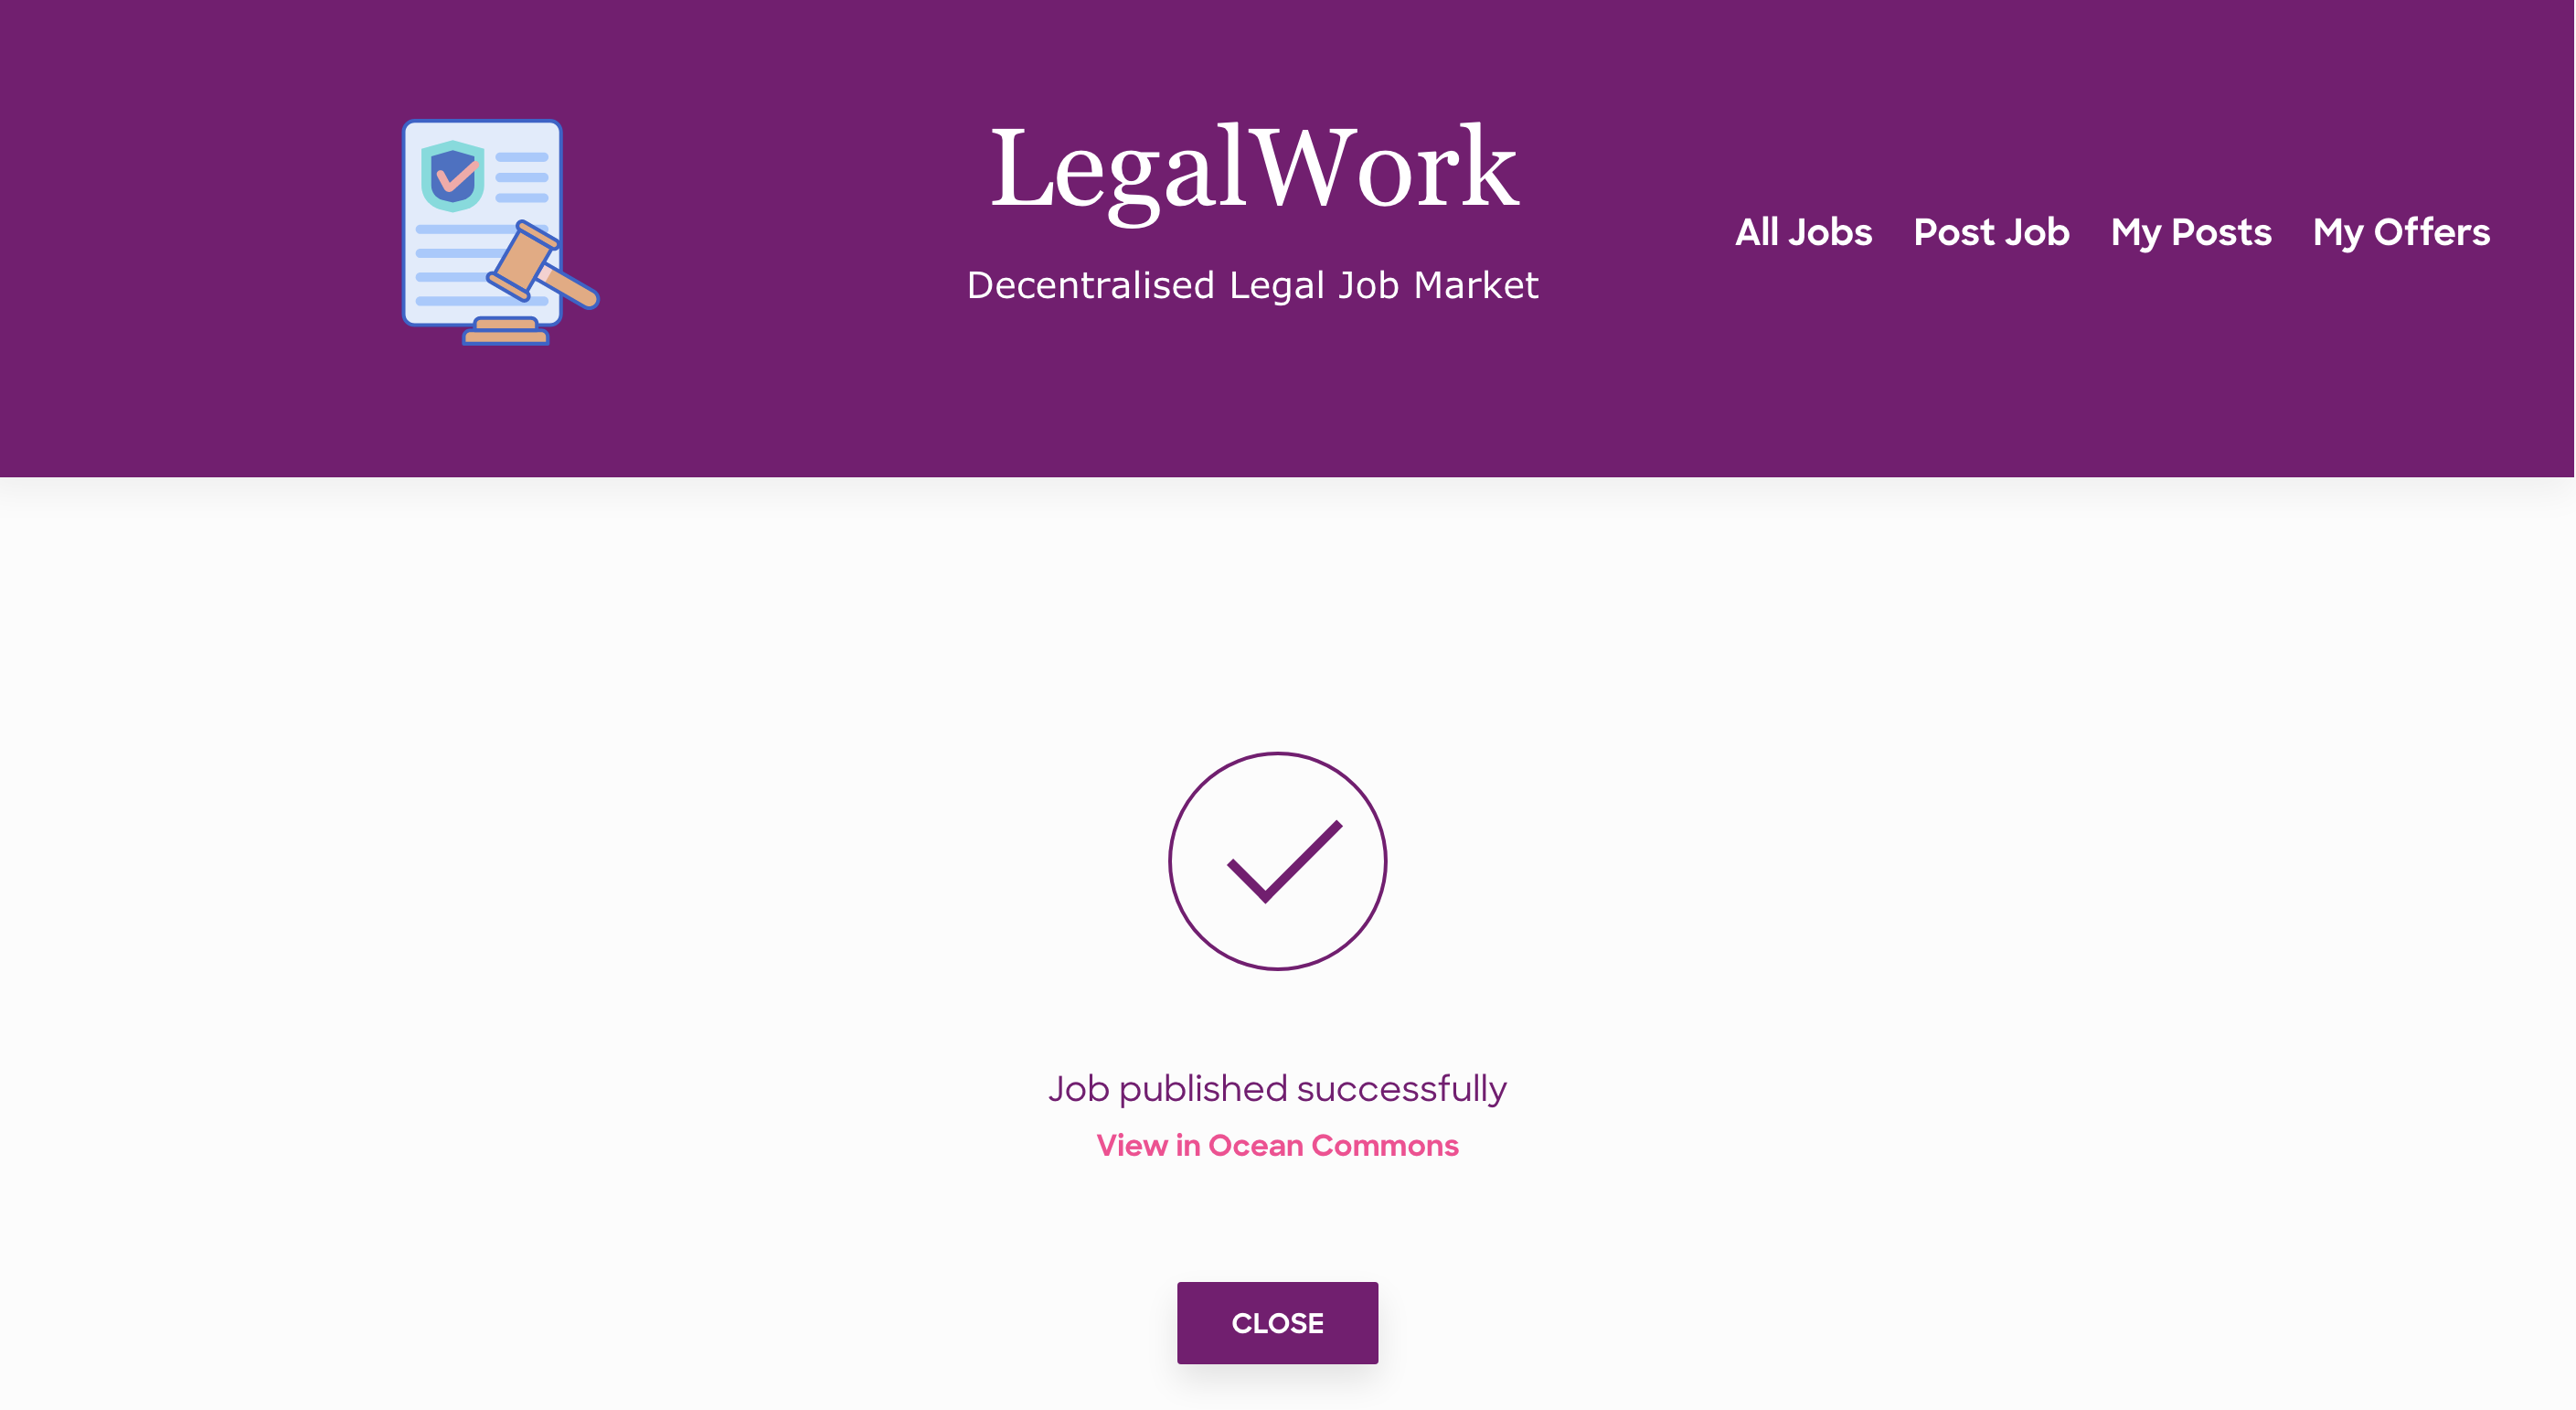 LegalWork
Decentralised Legal Job Market
All Jobs Post Job My Posts My Offers
Job published successfully
View in Ocean Commons
CLOSE